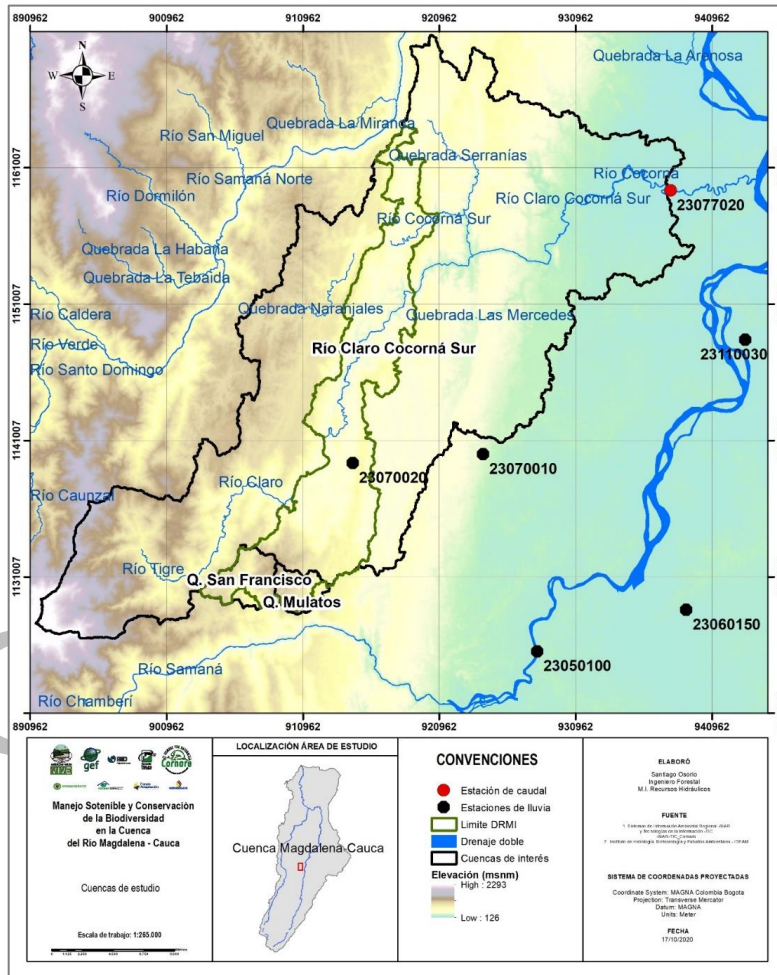 890962 900962 910962 920962 930962 940962
N
W E
S
1161007
1151007
1141007
1131007
Quebrada La Arenosa
Quebrada La Miranda
Río San Miguel
Río Samaná Norte
Quebrada Serranías
Río Cocorná
Río Claro Cocorná Sur
23077020
Río Dormilón
Río Cocorná Sur
Quebrada La Habana
Quebrada La Tebaida
Río Caldera
Quebrada Naranjales
Quebrada Las Mercedes
Río Verde
Río Santo Domingo
Río Claro Cocorná Sur
23110030
23070020
23070010
Río Claro
Río Caunzal
Río Tigre
Q. San Francisco
Q. Mulatos
23060150
23050100
Río Samaná
Río Chamberí
890962 900962 910962 920962 930962 940962
gef
Cornare
Manejo Sotenible y Conservación
de la Biodiversidad
en la Cuenca
del Río Magdalena - Cauca
Cuencas de estudio
Escala de trabajo: 1:265.000
LOCALIZACIÓN ÁREA DE ESTUDIO
Cuenca Magdalena-Cauca
CONVENCIONES
Estación de caudal
Estaciones de lluvia
Limite DRMI
Drenaje doble
Cuencas de interés
Elevación (msnm)
High : 2293
Low : 126
ELABORÓ
Santiago Osorio
Ingeniero Forestal
M.I. Recursos Hidráulicos
FUENTE
SISTEMA DE COORDENADAS PROYECTADAS
Coordinate System: MAGNA Colombia Bogota
Projection: Transverse Mercator
Datum: MAGNA
Units: Meter
FECHA
17/10/2020